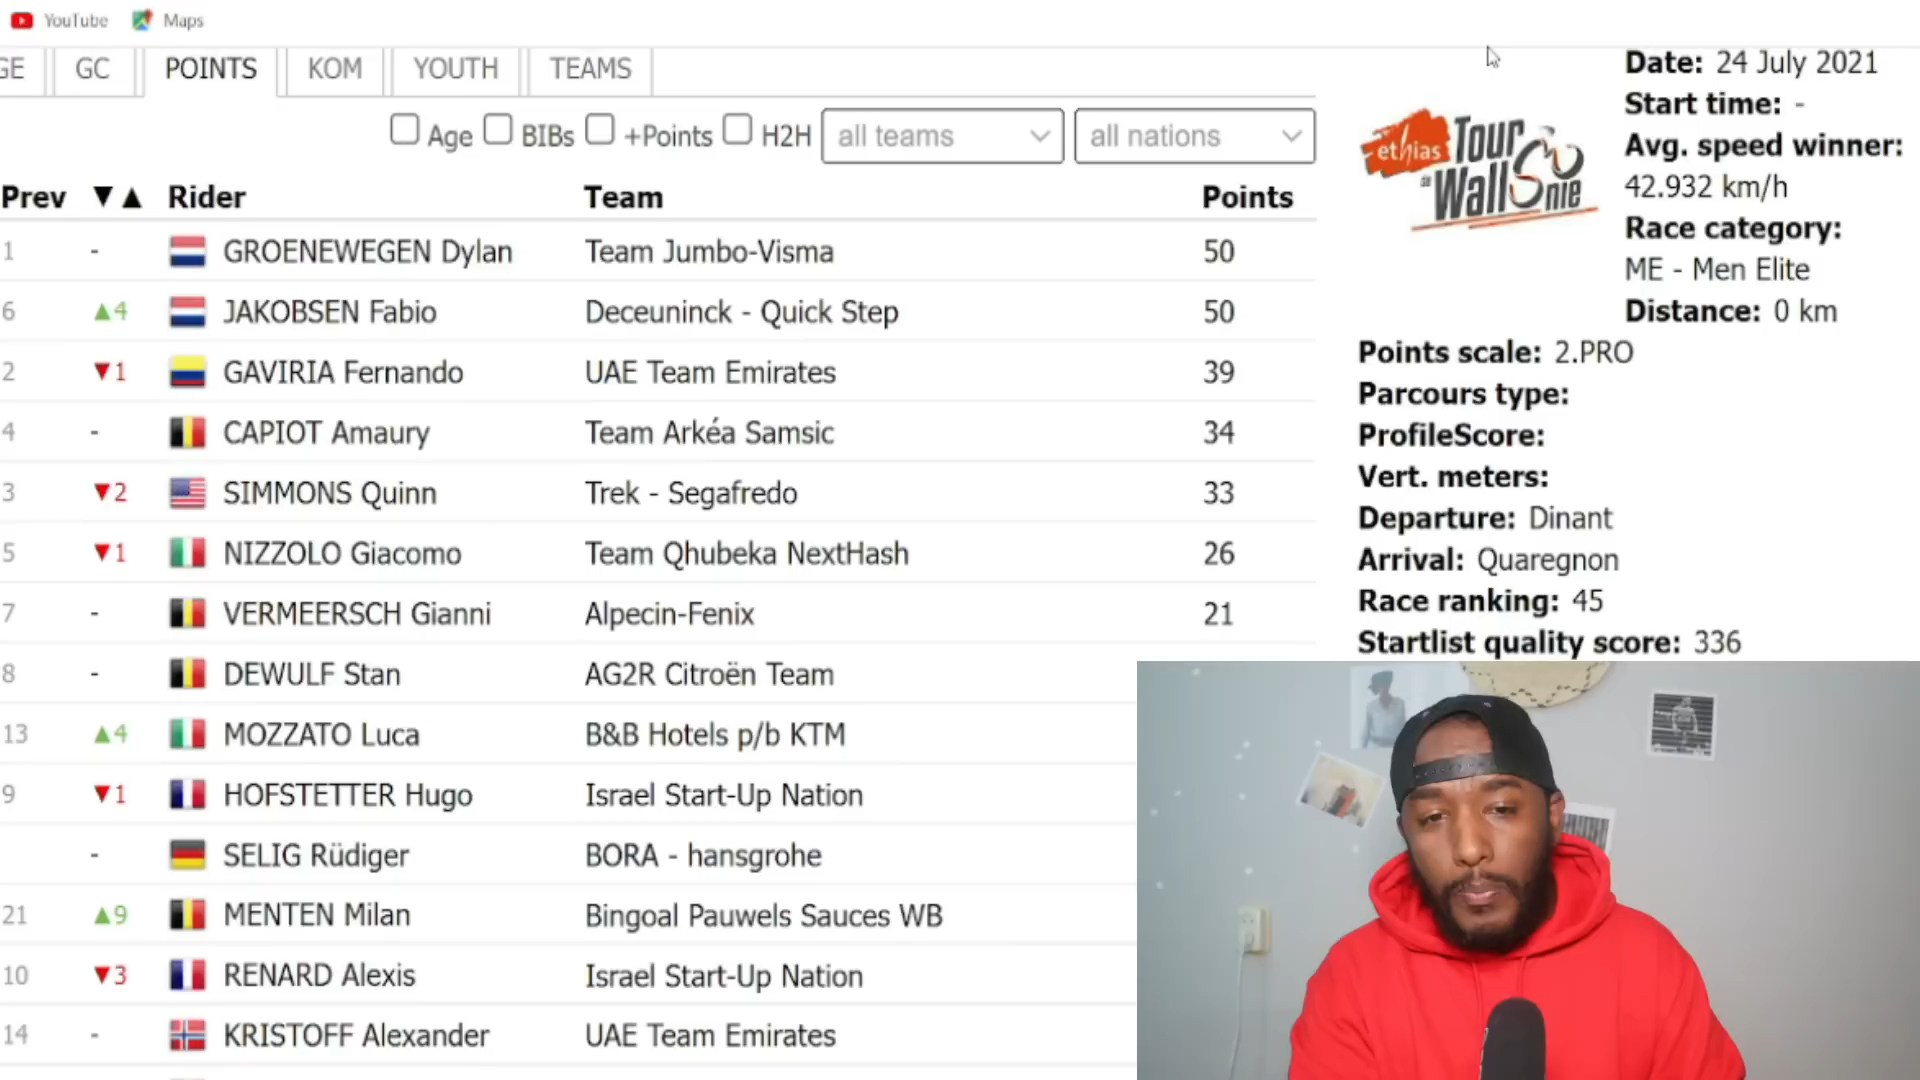 YouTube Maps
GE GC POINTS KOM YOUTH TEAMS
Age BIBs +Points H2H all teams all nations
Prev ▼▲ Rider Team Points
1 - GROENEWEGEN Dylan Team Jumbo-Visma 50
6 ▲4 JAKOBSEN Fabio Deceuninck - Quick Step 50
2 ▼1 GAVIRIA Fernando UAE Team Emirates 39
4 - CAPIOT Amaury Team Arkéa Samsic 34
3 ▼2 SIMMONS Quinn Trek - Segafredo 33
5 ▼1 NIZZOLO Giacomo Team Qhubeka NextHash 26
7 - VERMEERSCH Gianni Alpecin-Fenix 21
8 - DEWULF Stan AG2R Citroën Team
13 ▲4 MOZZATO Luca B&B Hotels p/b KTM
9 ▼1 HOFSTETTER Hugo Israel Start-Up Nation
- SELIG Rüdiger BORA - hansgrohe
21 ▲9 MENTEN Milan Bingoal Pauwels Sauces WB
10 ▼3 RENARD Alexis Israel Start-Up Nation
14 - KRISTOFF Alexander UAE Team Emirates
ethias Tour de Wallonie
Date: 24 July 2021
Start time: -
Avg. speed winner:
42.932 km/h
Race category:
ME - Men Elite
Distance: 0 km
Points scale: 2.PRO
Parcours type:
ProfileScore:
Vert. meters:
Departure: Dinant
Arrival: Quaregnon
Race ranking: 45
Startlist quality score: 336